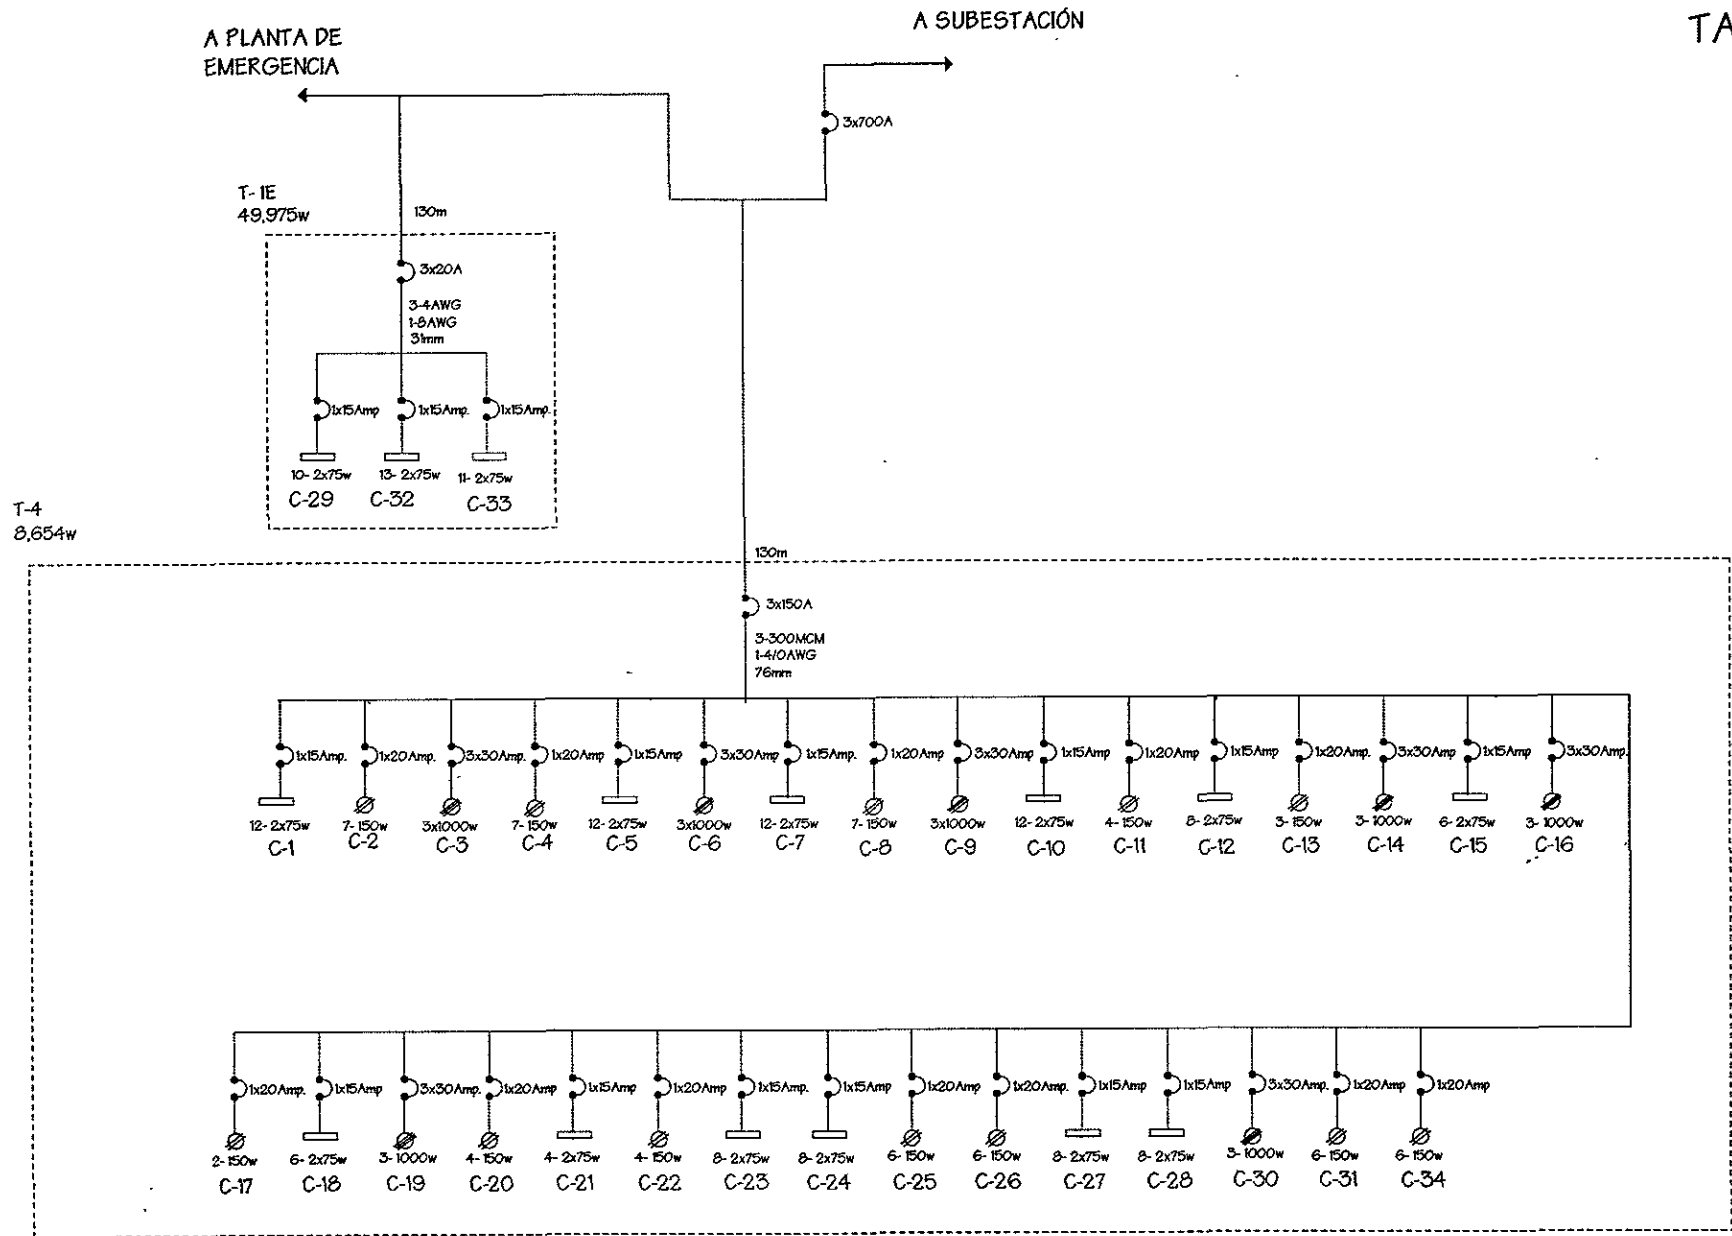 A PLANTA DE
EMERGENCIA
A SUBESTACIÓN
TA
3x700A
T-1E
49,975w
130m
3x20A
3-4AWG
1-8AWG
31mm
1x15Amp
1x15Amp.
1x15Amp.
10- 2x75w
13- 2x75w
11- 2x75w
C-29
C-32
C-33
T-4
8,654w
130m
3x150A
3-300MCM
1-4/0AWG
76mm
1x15Amp.
1x20Amp.
3x30Amp.
1x20Amp
1x15Amp
3x30Amp
1x15Amp.
1x20Amp
3x30Amp
1x15Amp
1x20Amp
1x15Amp
1x20Amp
3x30Amp
1x15Amp
3x30Amp.
12- 2x75w
7- 150w
3x1000w
7- 150w
12- 2x75w
3x1000w
12- 2x75w
7- 150w
3x1000w
12- 2x75w
4- 150w
8- 2x75w
3- 150w
3- 1000w
6- 2x75w
3- 1000w
C-1
C-2
C-3
C-4
C-5
C-6
C-7
C-8
C-9
C-10
C-11
C-12
C-13
C-14
C-15
C-16
1x20Amp.
1x15Amp
3x30Amp.
1x20Amp
1x15Amp
1x20Amp
1x15Amp
1x15Amp
1x20Amp
1x20Amp.
1x15Amp
1x15Amp
3x30Amp.
1x20Amp
1x20Amp
2- 150w
6- 2x75w
3- 1000w
4- 150w
4- 2x75w
4- 150w
8- 2x75w
8- 2x75w
6- 150w
6- 150w
8- 2x75w
8- 2x75w
3- 1000w
6- 150w
6- 150w
C-17
C-18
C-19
C-20
C-21
C-22
C-23
C-24
C-25
C-26
C-27
C-28
C-30
C-31
C-34